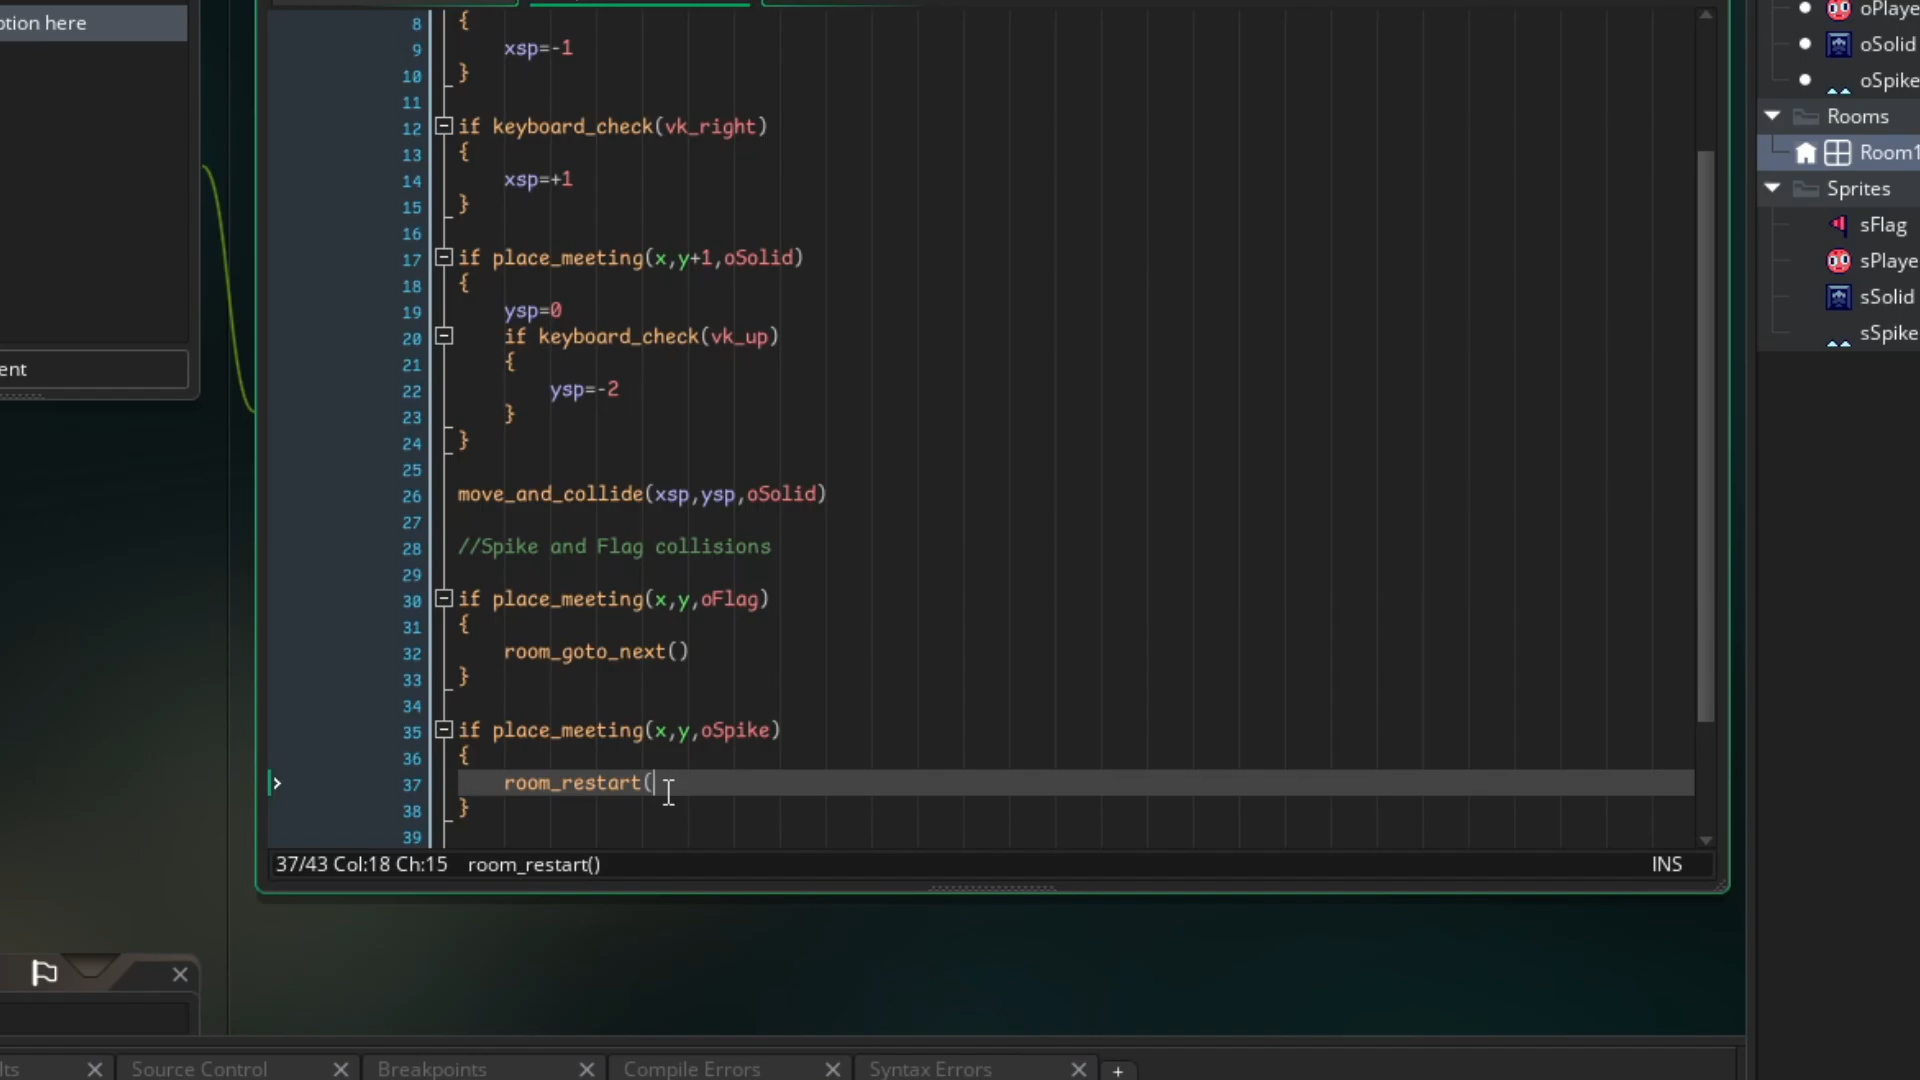 ption here
ent
8 {
9 xsp=-1
10 }
11
12 if keyboard_check(vk_right)
13 {
14 xsp=+1
15 }
16
17 if place_meeting(x,y+1,oSolid)
18 {
19 ysp=0
20 if keyboard_check(vk_up)
21 {
22 ysp=-2
23 }
24 }
25
26 move_and_collide(xsp,ysp,oSolid)
27
28 //Spike and Flag collisions
29
30 if place_meeting(x,y,oFlag)
31 {
32 room_goto_next()
33 }
34
35 if place_meeting(x,y,oSpike)
36 {
37 room_restart(
38 }
39
37/43 Col:18 Ch:15 room_restart() INS
oPlaye
oSolid
oSpike
Rooms
Room1
Sprites
sFlag
sPlaye
sSolid
sSpike
lts Source Control Breakpoints Compile Errors Syntax Errors +